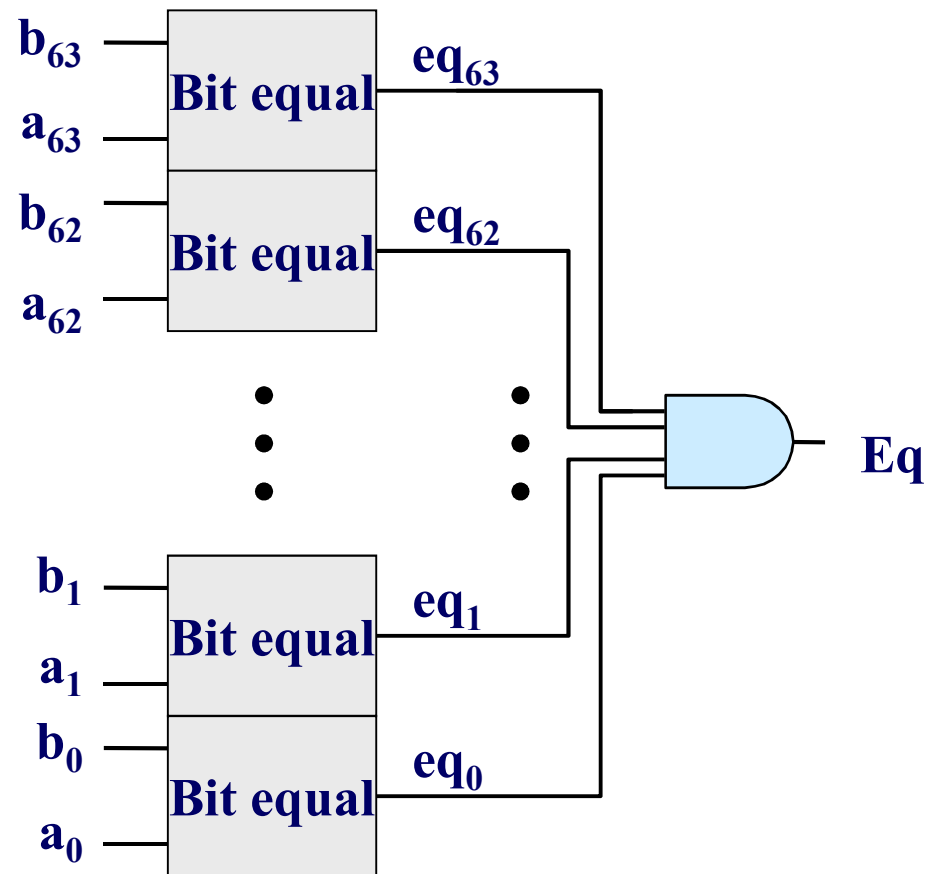 b₆₃
eq₆₃
Bit equal
a₆₃
b₆₂
eq₆₂
Bit equal
a₆₂
Eq
b₁
eq₁
Bit equal
a₁
b₀
eq₀
Bit equal
a₀